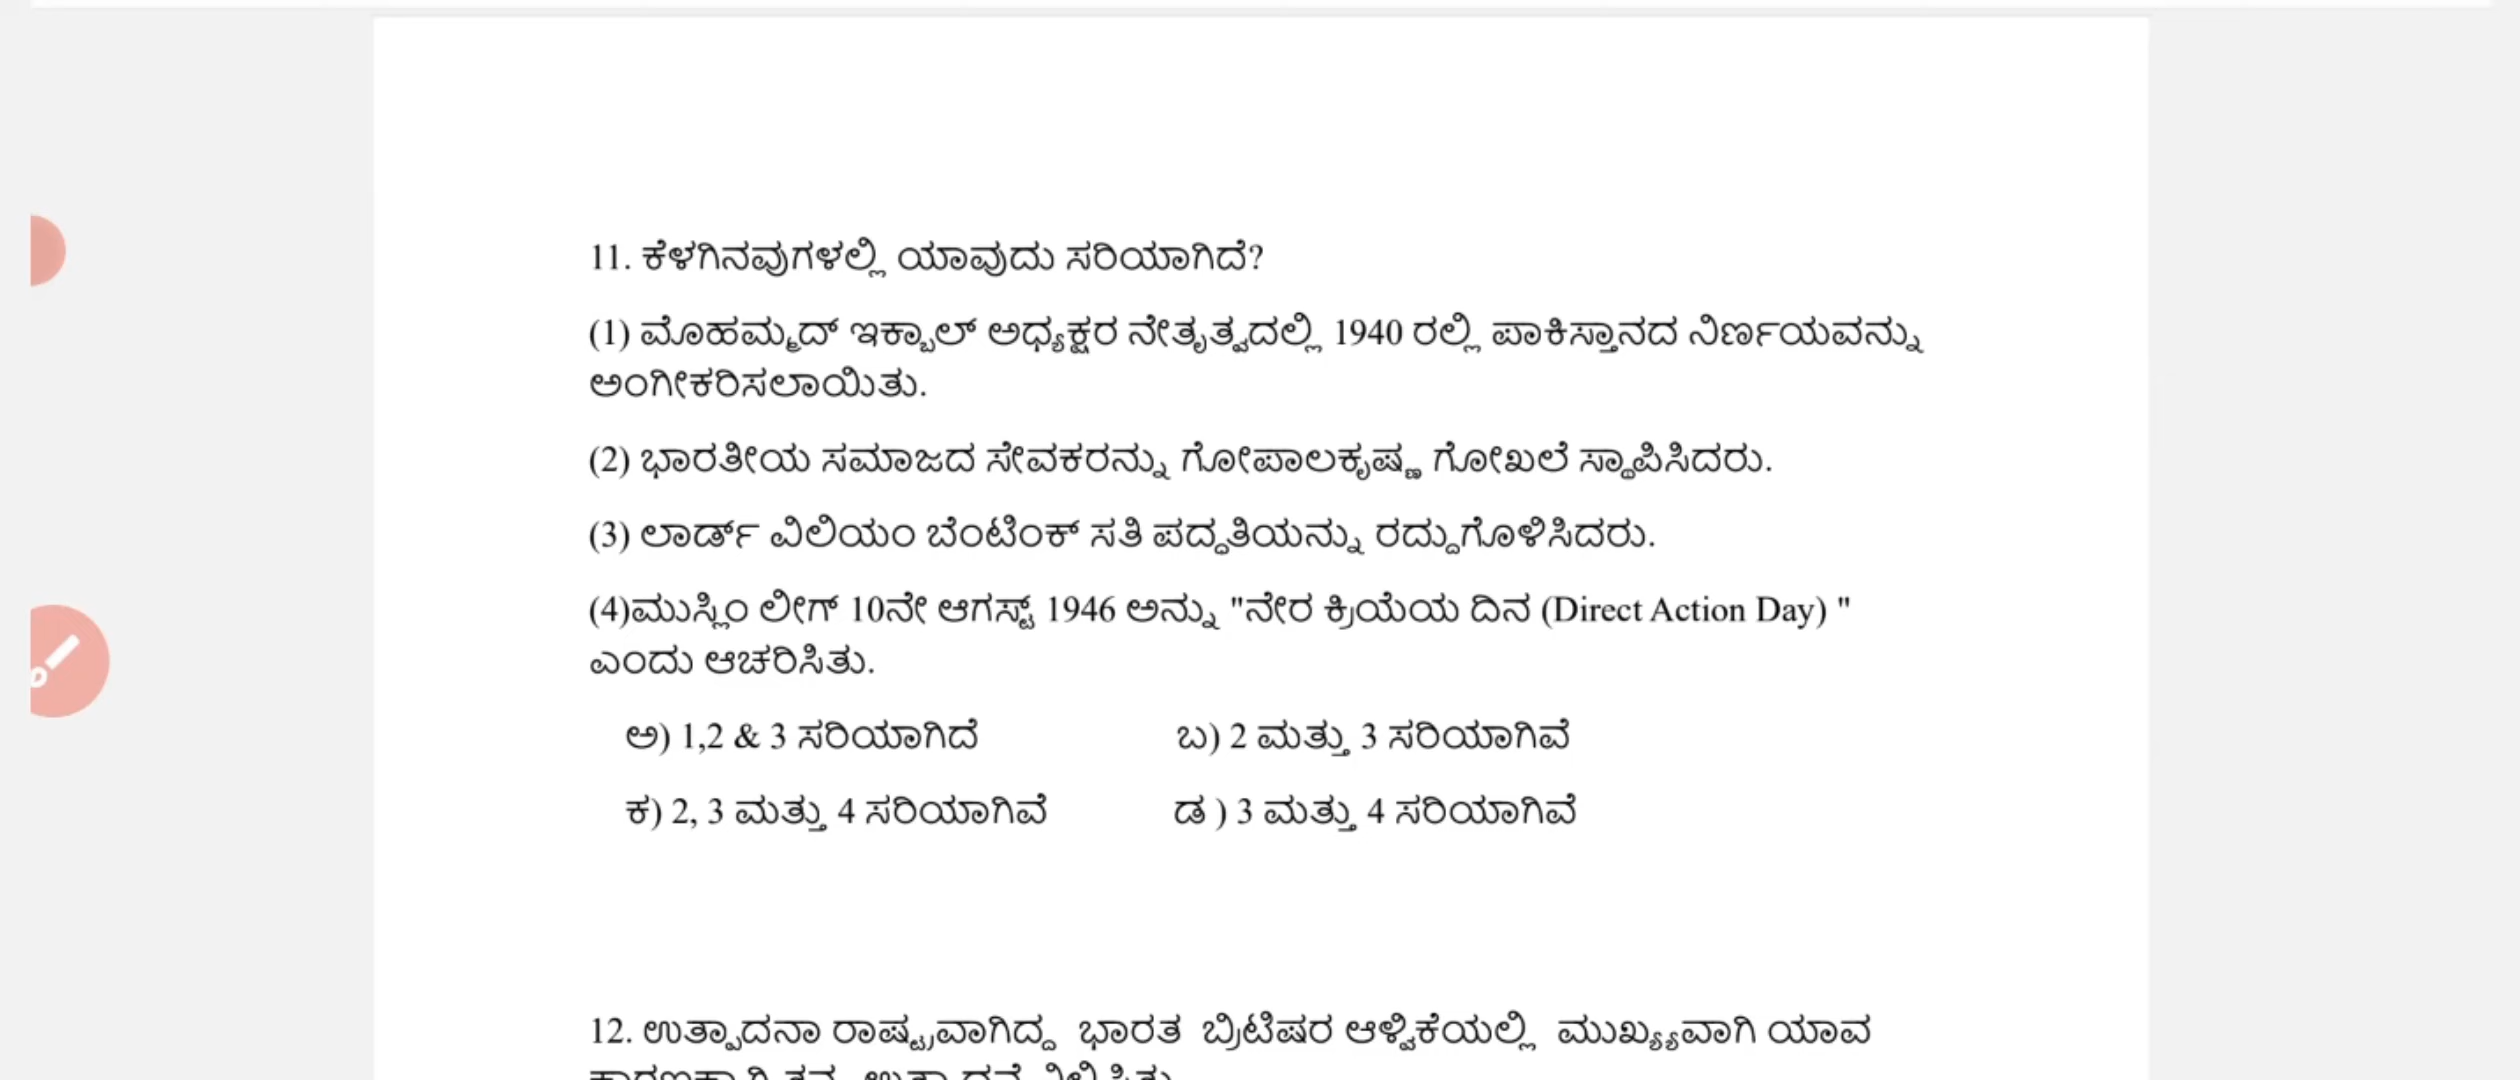 11. ಕೆಳಗಿನವುಗಳಲ್ಲಿ ಯಾವುದು ಸರಿಯಾಗಿದೆ?
(1) ಮೊಹಮ್ಮದ್ ಇಕ್ಬಾಲ್ ಅಧ್ಯಕ್ಷರ ನೇತೃತ್ವದಲ್ಲಿ 1940 ರಲ್ಲಿ ಪಾಕಿಸ್ತಾನದ ನಿರ್ಣಯವನ್ನು
ಅಂಗೀಕರಿಸಲಾಯಿತು.
(2) ಭಾರತೀಯ ಸಮಾಜದ ಸೇವಕರನ್ನು ಗೋಪಾಲಕೃಷ್ಣ ಗೋಖಲೆ ಸ್ಥಾಪಿಸಿದರು.
(3) ಲಾರ್ಡ್ ವಿಲಿಯಂ ಬೆಂಟಿಂಕ್ ಸತಿ ಪದ್ಧತಿಯನ್ನು ರದ್ದುಗೊಳಿಸಿದರು.
(4)ಮುಸ್ಲಿಂ ಲೀಗ್ 10ನೇ ಆಗಸ್ಟ್ 1946 ಅನ್ನು "ನೇರ ಕ್ರಿಯೆಯ ದಿನ (Direct Action Day) "
ಎಂದು ಆಚರಿಸಿತು.
ಅ) 1,2 & 3 ಸರಿಯಾಗಿದೆ ಬ) 2 ಮತ್ತು 3 ಸರಿಯಾಗಿವೆ
ಕ) 2, 3 ಮತ್ತು 4 ಸರಿಯಾಗಿವೆ ಡ ) 3 ಮತ್ತು 4 ಸರಿಯಾಗಿವೆ
12. ಉತ್ಪಾದನಾ ರಾಷ್ಟ್ರವಾಗಿದ್ದ ಭಾರತ ಬ್ರಿಟಿಷರ ಆಳ್ವಿಕೆಯಲ್ಲಿ ಮುಖ್ಯ್ಯವಾಗಿ ಯಾವ